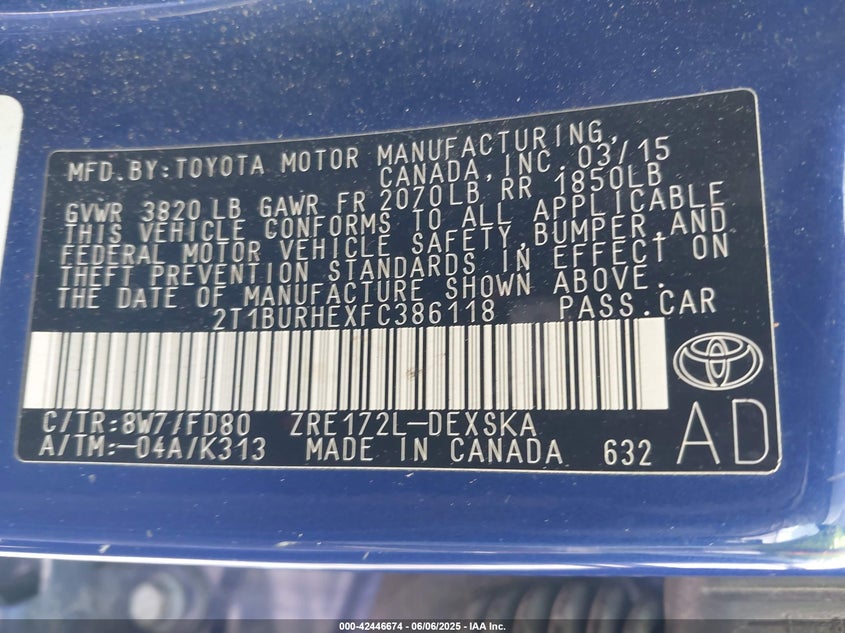 MFD.BY:TOYOTA MOTOR MANUFACTURING,
CANADA,INC. 03/15
GVWR 3820 LB GAWR FR 2070LB RR 1850LB
THIS VEHICLE CONFORMS TO ALL APPLICABLE
FEDERAL MOTOR VEHICLE SAFETY,BUMPER,AND
THEFT PREVENTION STANDARDS IN EFFECT ON
THE DATE OF MANUFACTURE SHOWN ABOVE.
2T1BURHEXFC386118 PASS.CAR
C/TR:8W7/FD80 ZRE172L-DEXSKA
A/TM:-04A/K313 MADE IN CANADA 632
AD
000-42446674 / 06/06/2025 / IAA Inc.